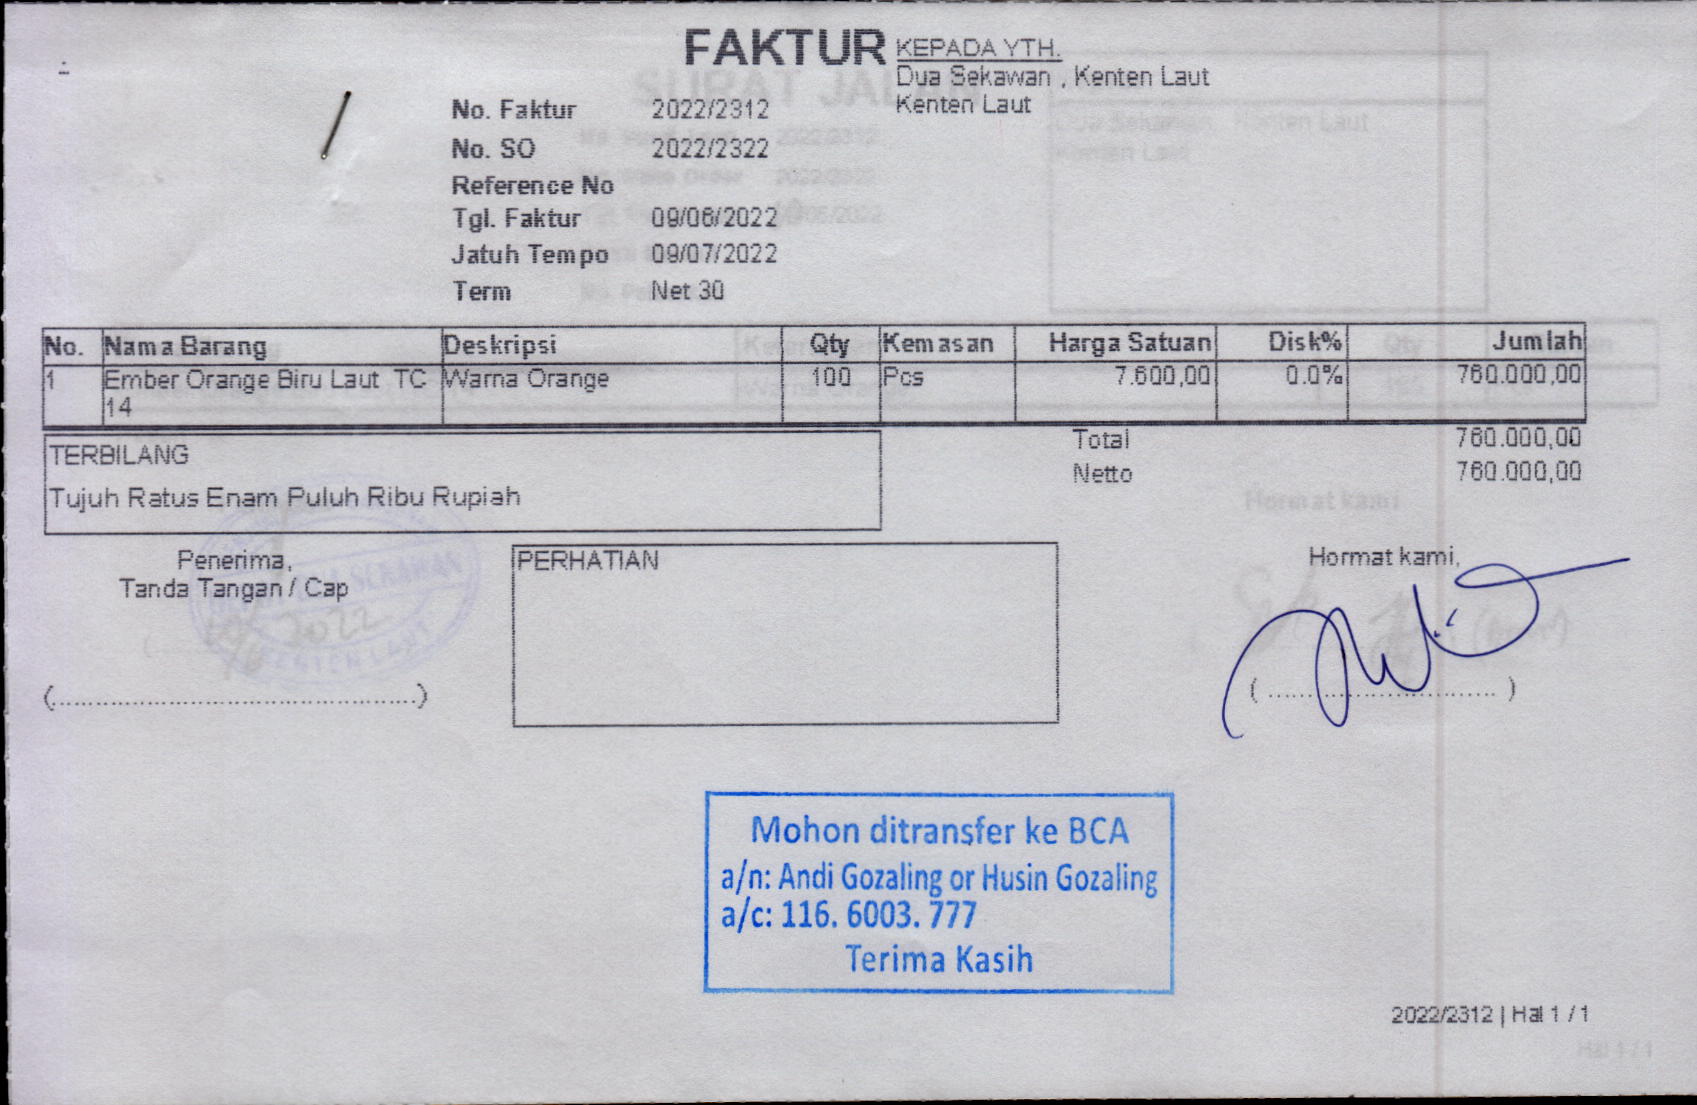 FAKTUR
KEPADA YTH.
Dua Sekawan , Kenten Laut
Kenten Laut
No. Faktur 2022/2312
No. SO 2022/2322
Reference No
Tgl. Faktur 09/06/2022
Jatuh Tempo 09/07/2022
Term Net 30
No. Nama Barang Deskripsi Qty Kemasan Harga Satuan Disk% Jumlah
1 Ember Orange Biru Laut TC Warna Orange 100 Pcs 7.600,00 0.0% 760.000,00
14
Total 760.000,00
Netto 760.000,00
TERBILANG
Tujuh Ratus Enam Puluh Ribu Rupiah
Penerima,
Tanda Tangan / Cap
(..............................................)
PERHATIAN
Hormat kami,
( ............................... )
Mohon ditransfer ke BCA
a/n: Andi Gozaling or Husin Gozaling
a/c: 116. 6003. 777
Terima Kasih
2022/2312 | Hal 1 / 1